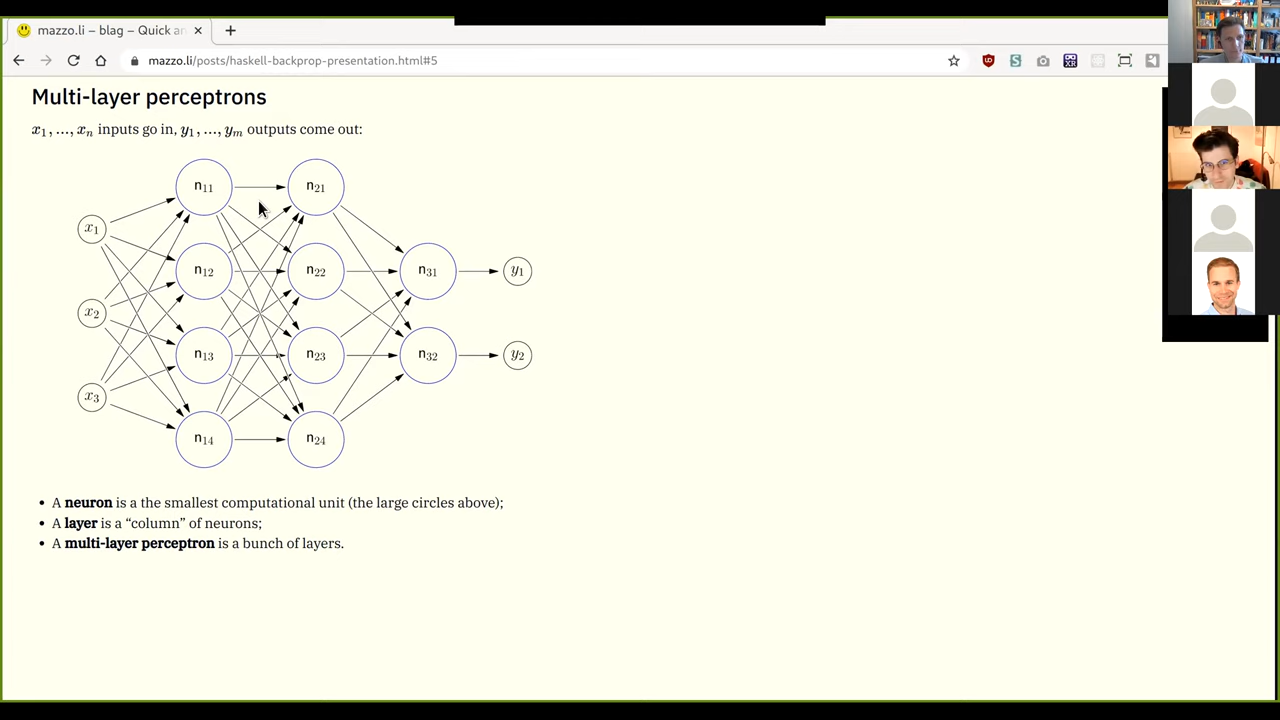 mazzo.li – blag – Quick an
mazzo.li/posts/haskell-backprop-presentation.html#5
Multi-layer perceptrons
x₁, ..., xₙ inputs go in, y₁, ..., yₘ outputs come out:
n₁₁ n₂₁
x₁
n₁₂ n₂₂ n₃₁ y₁
x₂
n₁₃ n₂₃ n₃₂ y₂
x₃
n₁₄ n₂₄
• A neuron is a the smallest computational unit (the large circles above);
• A layer is a “column” of neurons;
• A multi-layer perceptron is a bunch of layers.